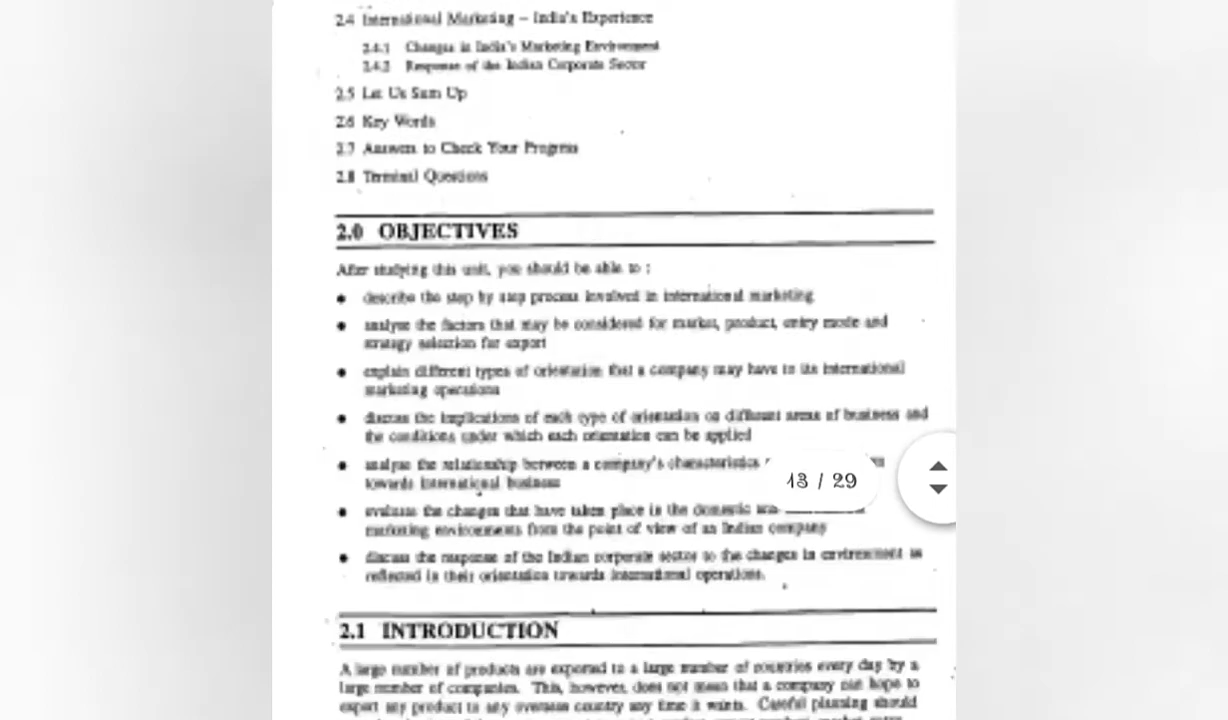 2.4 International Marketing – India's Experience
2.4.1 Changes in India's Marketing Environment
2.4.2 Response of the Indian Corporate Sector
2.5 Let Us Sum Up
2.6 Key Words
2.7 Answers to Check Your Progress
2.8 Terminal Questions
2.0 OBJECTIVES
After studying this unit, you should be able to :
● describe the step by step process involved in international marketing
● analyse the factors that may be considered for market, product, entry mode and
strategy selection for export
● explain different types of orientation that a company may have in its international
marketing operations
● discuss the implications of each type of orientation on different areas of business and
the conditions under which each orientation can be applied
● analyse the relationship between a company's characteristics
towards international business
13 / 29
● evaluate the changes that have taken place in the domestic
marketing environments from the point of view of an Indian company
● discuss the response of the Indian corporate sector to the changes in environment as
reflected in their orientation towards international operations.
2.1 INTRODUCTION
A large number of products are exported to a large number of countries every day by a
large number of companies. This, however, does not mean that a company can hope to
export any product to any overseas country any time it wants. Careful planning should